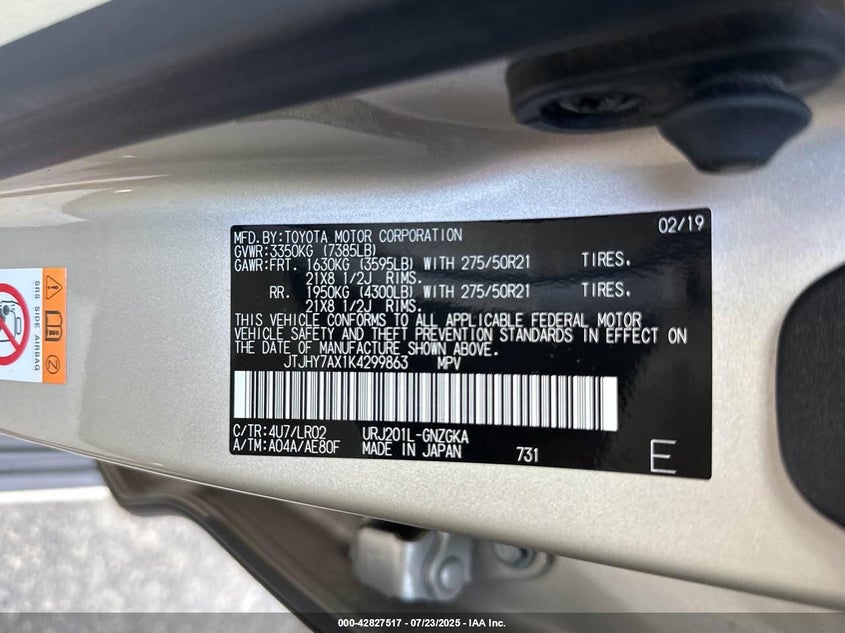 MFD.BY:TOYOTA MOTOR CORPORATION 02/19
GVWR:3350KG (7385LB)
GAWR:FRT. 1630KG (3595LB) WITH 275/50R21 TIRES.
21X8 1/2J RIMS.
RR. 1950KG (4300LB) WITH 275/50R21 TIRES.
21X8 1/2J RIMS.
THIS VEHICLE CONFORMS TO ALL APPLICABLE FEDERAL MOTOR
VEHICLE SAFETY AND THEFT PREVENTION STANDARDS IN EFFECT ON
THE DATE OF MANUFACTURE SHOWN ABOVE.
JTJHY7AX1K4299863 MPV
C/TR:4U7/LR02 URJ201L-GNZGKA
A/TM:A04A/AE80F MADE IN JAPAN 731 E
SRS SIDE AIRBAG
000-42827517 - 07/23/2025 - IAA Inc.